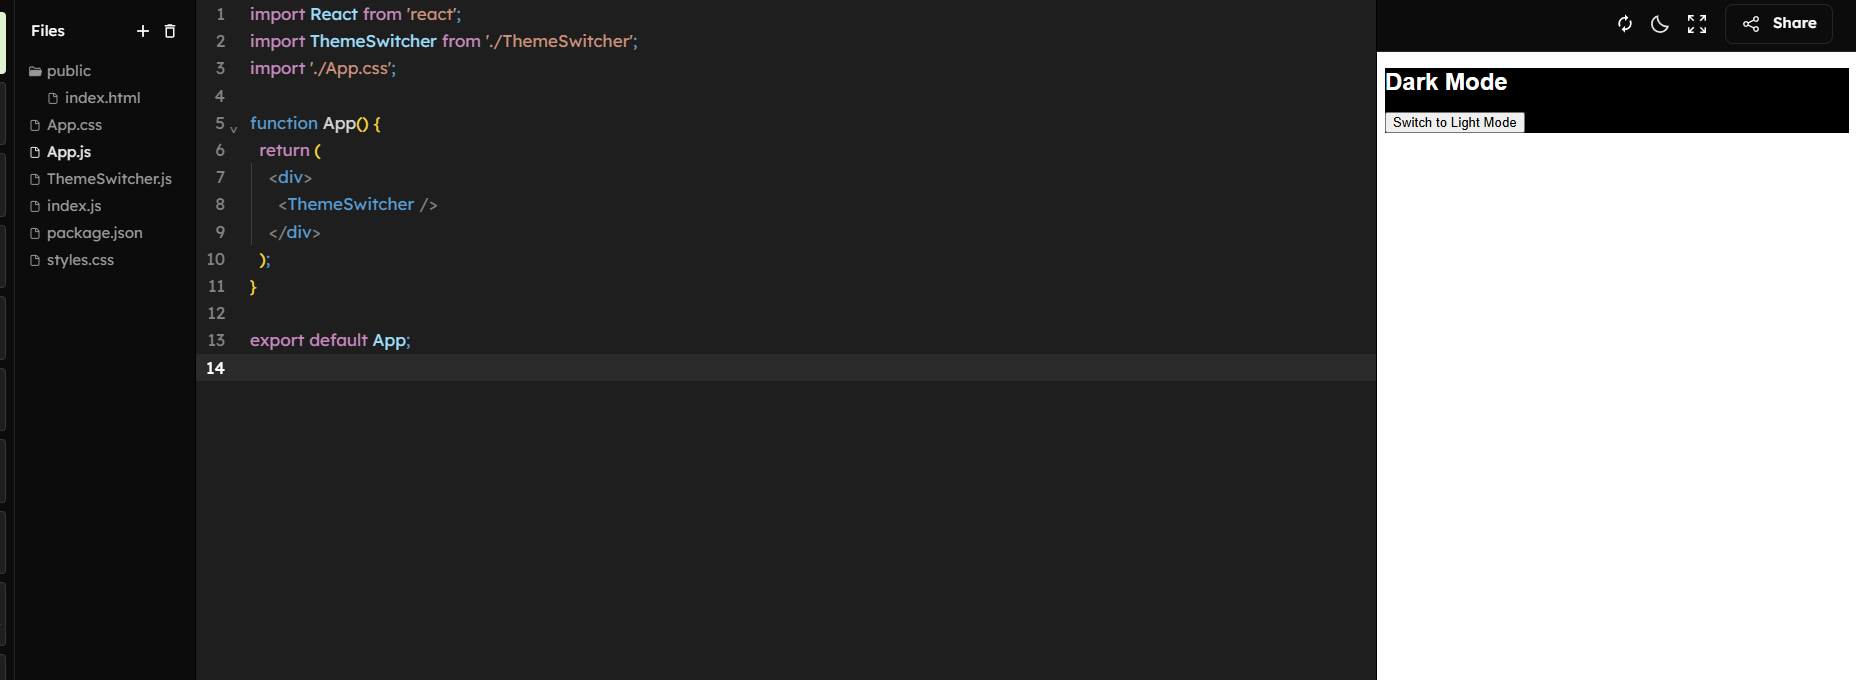 Files
public
index.html
App.css
App.js
ThemeSwitcher.js
index.js
package.json
styles.css
1 import React from 'react';
2 import ThemeSwitcher from './ThemeSwitcher';
3 import './App.css';
4
5 function App() {
6 return (
7 <div>
8 <ThemeSwitcher />
9 </div>
10 );
11 }
12
13 export default App;
14
Share
Dark Mode
Switch to Light Mode